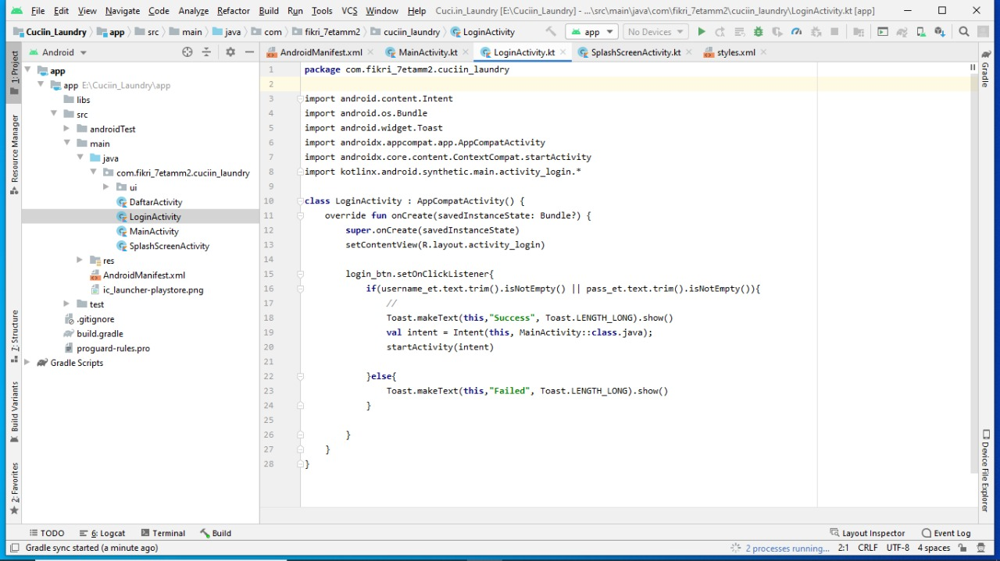 File Edit View Navigate Code Analyze Refactor Build Run Tools VCS Window Help Cuci.in_Laundry [E:\Cuciin_Laundry] - ...\src\main\java\com\fikri_7etamm2\cuciin_laundry\LoginActivity.kt [app]
Cuciin_Laundry app src main java com fikri_7etamm2 cuciin_laundry LoginActivity app No Devices
Android
AndroidManifest.xml MainActivity.kt LoginActivity.kt SplashScreenActivity.kt styles.xml
1: Project
Resource Manager
7: Structure
Build Variants
2: Favorites
app
app E:\Cuciin_Laundry\app
libs
src
androidTest
main
java
com.fikri_7etamm2.cuciin_laundry
ui
DaftarActivity
LoginActivity
MainActivity
SplashScreenActivity
res
AndroidManifest.xml
ic_launcher-playstore.png
test
.gitignore
build.gradle
proguard-rules.pro
Gradle Scripts
1 package com.fikri_7etamm2.cuciin_laundry
2
3 import android.content.Intent
4 import android.os.Bundle
5 import android.widget.Toast
6 import androidx.appcompat.app.AppCompatActivity
7 import androidx.core.content.ContextCompat.startActivity
8 import kotlinx.android.synthetic.main.activity_login.*
9
10 class LoginActivity : AppCompatActivity() {
11 override fun onCreate(savedInstanceState: Bundle?) {
12 super.onCreate(savedInstanceState)
13 setContentView(R.layout.activity_login)
14
15 login_btn.setOnClickListener{
16 if(username_et.text.trim().isNotEmpty() || pass_et.text.trim().isNotEmpty()){
17 //
18 Toast.makeText(this,"Success", Toast.LENGTH_LONG).show()
19 val intent = Intent(this, MainActivity::class.java);
20 startActivity(intent)
21
22 }else{
23 Toast.makeText(this,"Failed", Toast.LENGTH_LONG).show()
24 }
25
26 }
27 }
28 }
Gradle
Device File Explorer
TODO 6: Logcat Terminal Build Layout Inspector Event Log
Gradle sync started (a minute ago) 2 processes running... 2:1 CRLF UTF-8 4 spaces